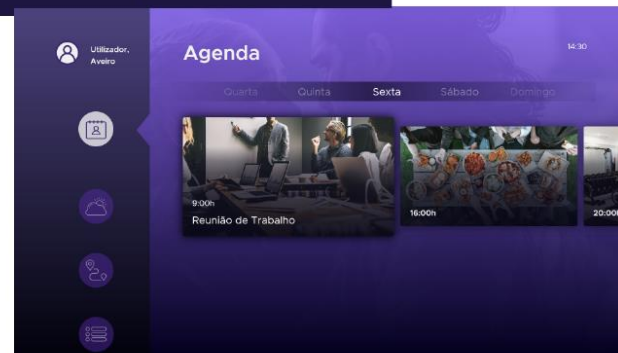 Utilizador,
Aveiro
Agenda
14:30
Quarta
Quinta
Sexta
Sábado
Domingo
9:00h
Reunião de Trabalho
16:00h
20:00h